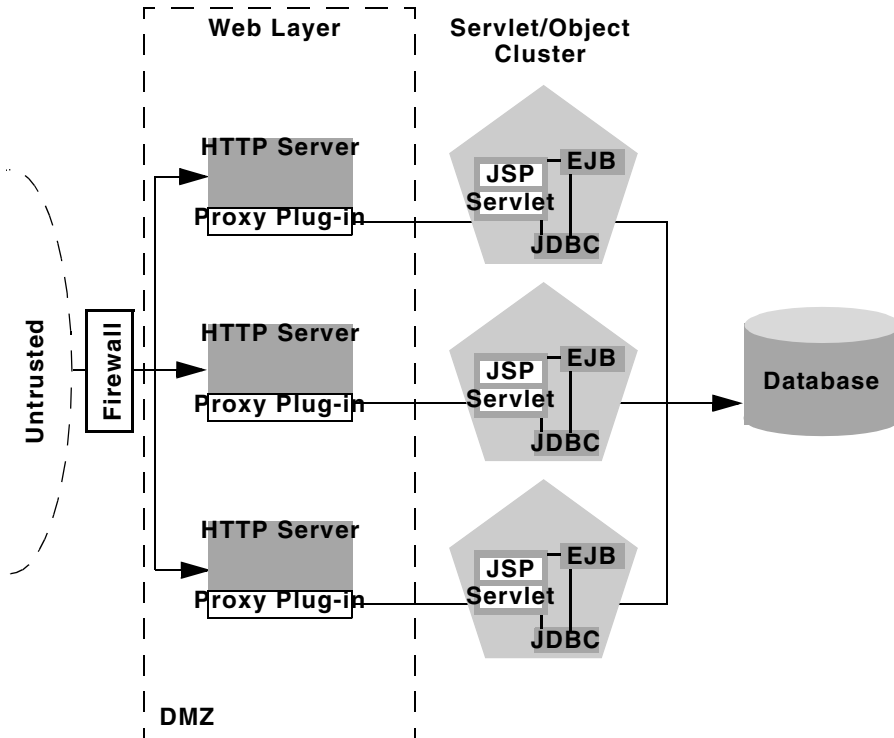 Web Layer
Servlet/Object
Cluster
HTTP Server
Proxy Plug-in
JSP
Servlet
EJB
JDBC
Untrusted
Firewall
HTTP Server
Proxy Plug-in
JSP
Servlet
EJB
JDBC
Database
HTTP Server
Proxy Plug-in
JSP
Servlet
EJB
JDBC
DMZ